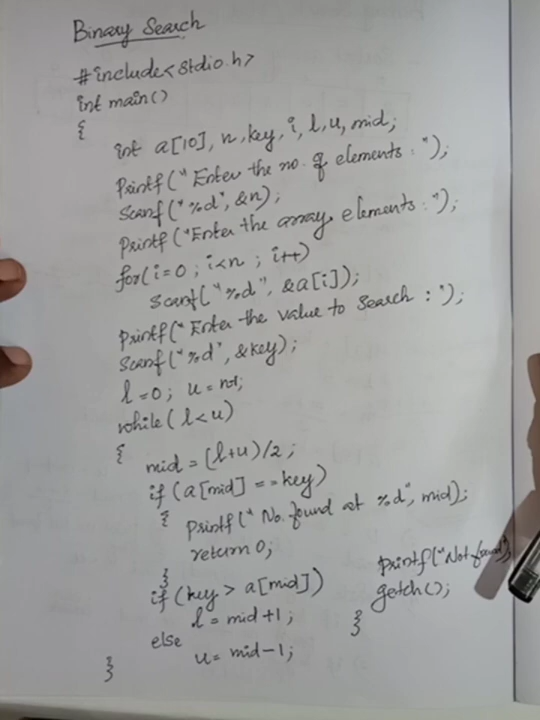 Binary Search
#include<stdio.h>
int main()
{
int a[10], n, key, i, l, u, mid;
Printf("Enter the no. of elements : ");
Scanf("%d", &n);
Printf("Enter the array elements : ");
for(i=0 ; i<n ; i++)
Scanf("%d", &a[i]);
Printf("Enter the value to Search : ");
Scanf("%d", &key);
l=0; u=n-1;
while(l<u)
{
mid = (l+u)/2;
if (a[mid] == key)
{ Printf("No. found at %d", mid);
return 0;
}
if (key > a[mid])
l = mid+1;
else
u = mid-1;
}
Printf("Not found");
getch();
}